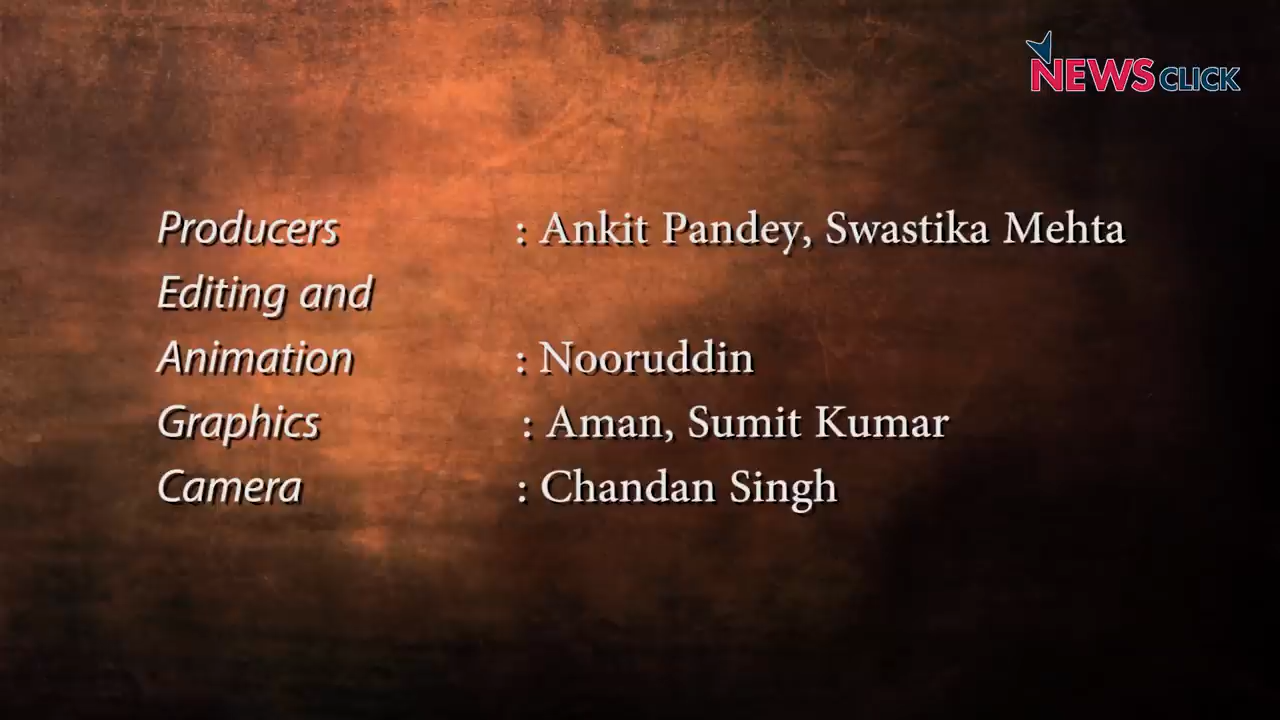 NEWSCLICK
Producers : Ankit Pandey, Swastika Mehta
Editing and
Animation : Nooruddin
Graphics : Aman, Sumit Kumar
Camera : Chandan Singh